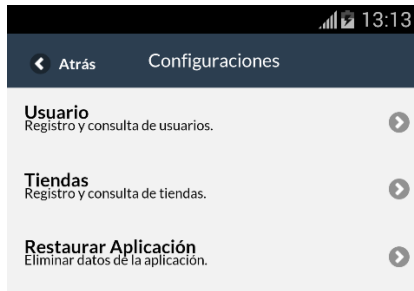 13:13
Atrás
Configuraciones
Usuario
Registro y consulta de usuarios.
Tiendas
Registro y consulta de tiendas.
Restaurar Aplicación
Eliminar datos de la aplicación.